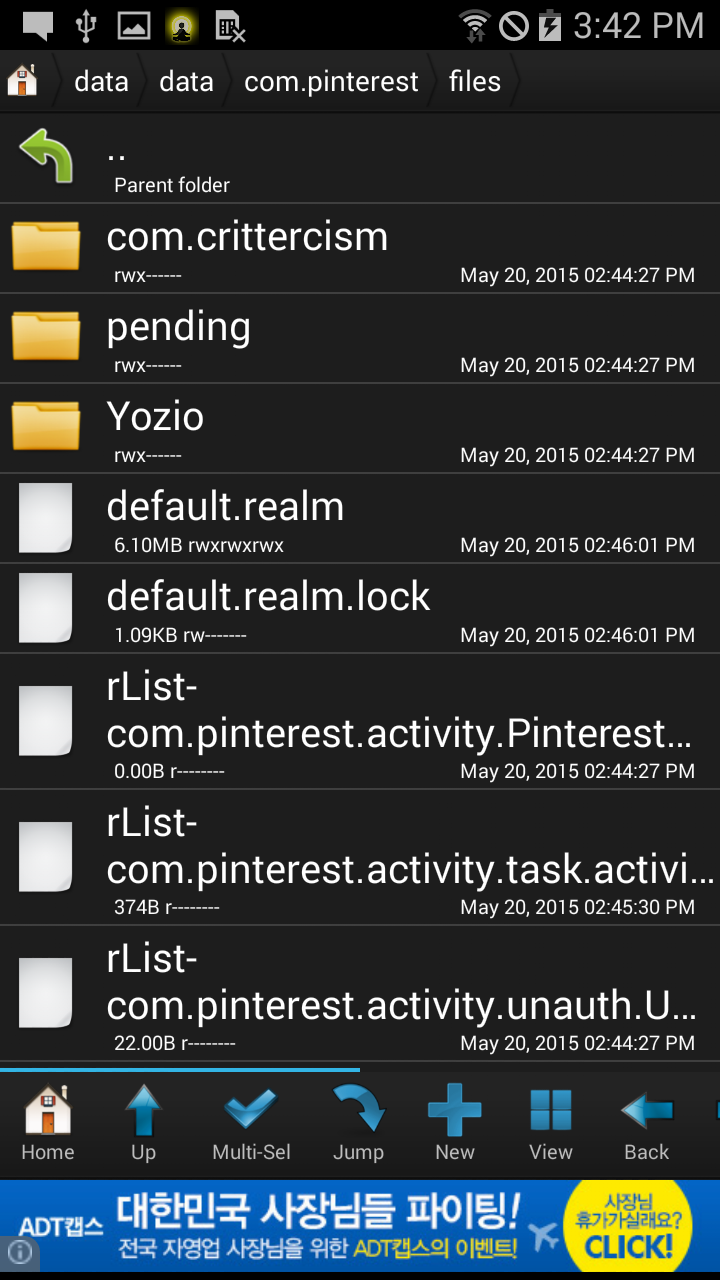 3:42 PM
data data com.pinterest files
..
Parent folder
com.crittercism
rwx------ May 20, 2015 02:44:27 PM
pending
rwx------ May 20, 2015 02:44:27 PM
Yozio
rwx------ May 20, 2015 02:44:27 PM
default.realm
6.10MB rwxrwxrwx May 20, 2015 02:46:01 PM
default.realm.lock
1.09KB rw------- May 20, 2015 02:46:01 PM
rList-
com.pinterest.activity.Pinterest...
0.00B r-------- May 20, 2015 02:44:27 PM
rList-
com.pinterest.activity.task.activi...
374B r-------- May 20, 2015 02:45:30 PM
rList-
com.pinterest.activity.unauth.U...
22.00B r-------- May 20, 2015 02:44:27 PM
Home Up Multi-Sel Jump New View Back
ADT캡스
대한민국 사장님들 파이팅!
전국 자영업 사장님을 위한 ADT캡스의 이벤트!
사장님
휴가가실래요?
CLICK!